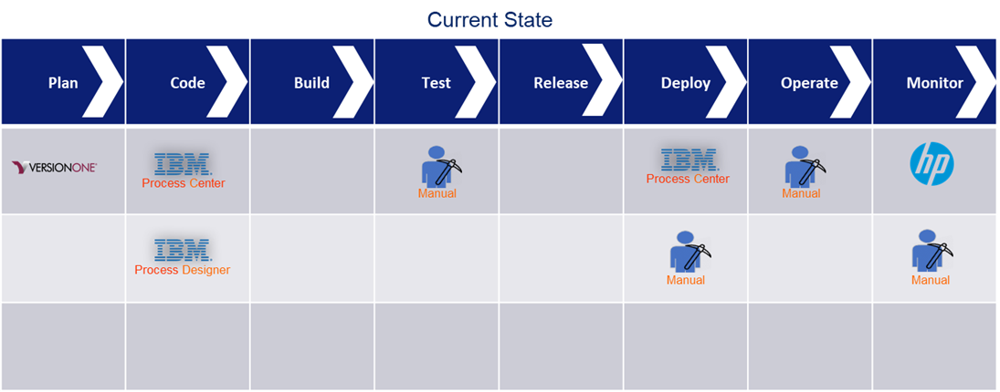 Current State
Plan
Code
Build
Test
Release
Deploy
Operate
Monitor
VERSIONONE
IBM.
Process Center
Manual
IBM.
Process Center
Manual
hp
IBM.
Process Designer
Manual
Manual